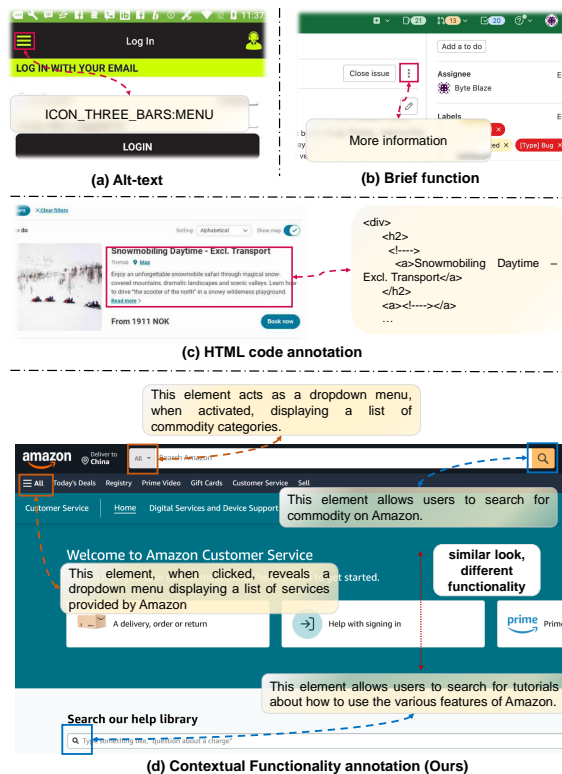 11:37
Log In
LOG IN WITH YOUR EMAIL
ICON_THREE_BARS:MENU
LOGIN
(a) Alt-text
21
13
20
Add a to do
Close issue
Assignee
Byte Blaze
Labels
More information
[Type] Bug ×
(b) Brief function
× Clear filters
o do
Sorting:
Alphabetical
Show map
Snowmobiling Daytime - Excl. Transport
Tromsø
Map
Enjoy an unforgettable snowmobile safari through magical snow-
covered mountains, dramatic landscapes and scenic valleys. Learn how
to drive "the scooter of the north" in a snowy wilderness playground.
Read more >
From 1911 NOK
Book now
<div>
<h2>
<!---->
<a>Snowmobiling Daytime –
Excl. Transport</a>
</h2>
<a><!----></a>
...
(c) HTML code annotation
This element acts as a dropdown menu,
when activated, displaying a list of
commodity categories.
amazon
Deliver to
China
All
Search Amazon
All
Today's Deals
Registry
Prime Video
Gift Cards
Customer Service
Sell
Customer Service
Home
Digital Services and Device Support
This element allows users to search for
commodity on Amazon.
Welcome to Amazon Customer Service
get started.
This element, when clicked, reveals a
dropdown menu displaying a list of services
provided by Amazon
similar look,
different
functionality
A delivery, order or return
Help with signing in
prime
Prime
This element allows users to search for tutorials
about how to use the various features of Amazon.
Search our help library
Type something like, "question about a charge"
(d) Contextual Functionality annotation (Ours)